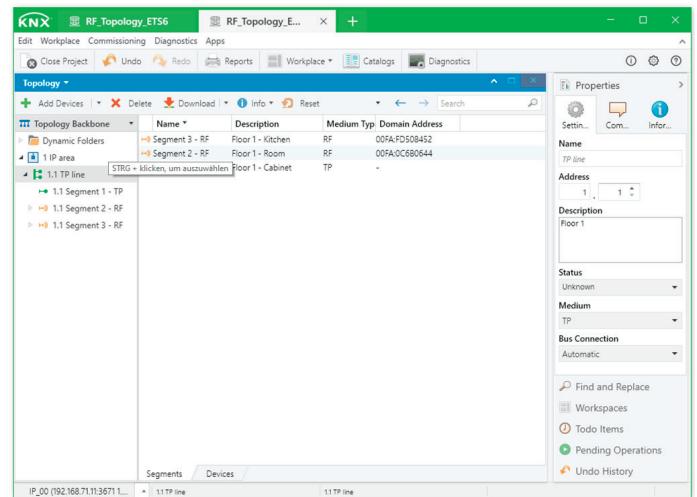 KNX RF_Topology_ETS6 RF_Topology_E... × +
Edit Workplace Commissioning Diagnostics Apps
Close Project Undo Redo Reports Workplace Catalogs Diagnostics
Topology
Add Devices Delete Download Info Reset Search
Topology Backbone Name Description Medium Typ Domain Address
Dynamic Folders Segment 3 - RF Floor 1 - Kitchen RF 00FA:FD508452
1 IP area Segment 2 - RF Floor 1 - Room RF 00FA:0C6B0644
STRG + klicken, um auszuwählen Floor 1 - Cabinet TP -
1.1 TP line
1.1 Segment 1 - TP
1.1 Segment 2 - RF
1.1 Segment 3 - RF
Segments Devices
IP_00 (192.168.71.11:3671 1.... 1.1 TP line 1.1 TP line
Properties
Settin... Com... Infor...
Name
TP line
Address
1 . 1
Description
Floor 1
Status
Unknown
Medium
TP
Bus Connection
Automatic
Find and Replace
Workspaces
Todo Items
Pending Operations
Undo History